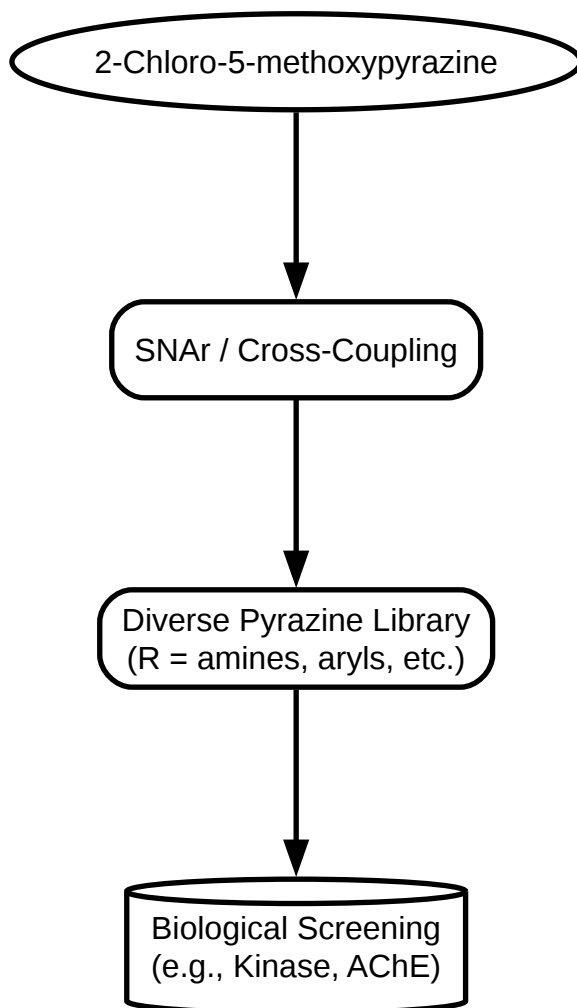 2-Chloro-5-methoxypyrazine
SNAr / Cross-Coupling
Diverse Pyrazine Library
(R = amines, aryls, etc.)
Biological Screening
(e.g., Kinase, AChE)